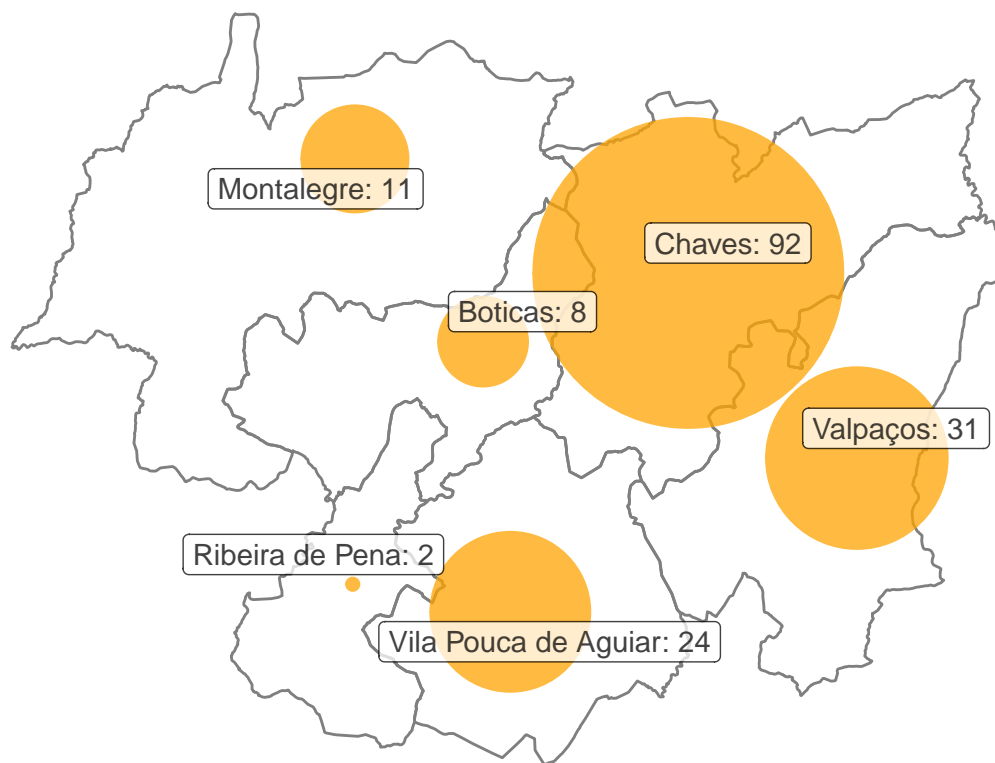 Montalegre: 11
Chaves: 92
Boticas: 8
Valpaços: 31
Ribeira de Pena: 2
Vila Pouca de Aguiar: 24